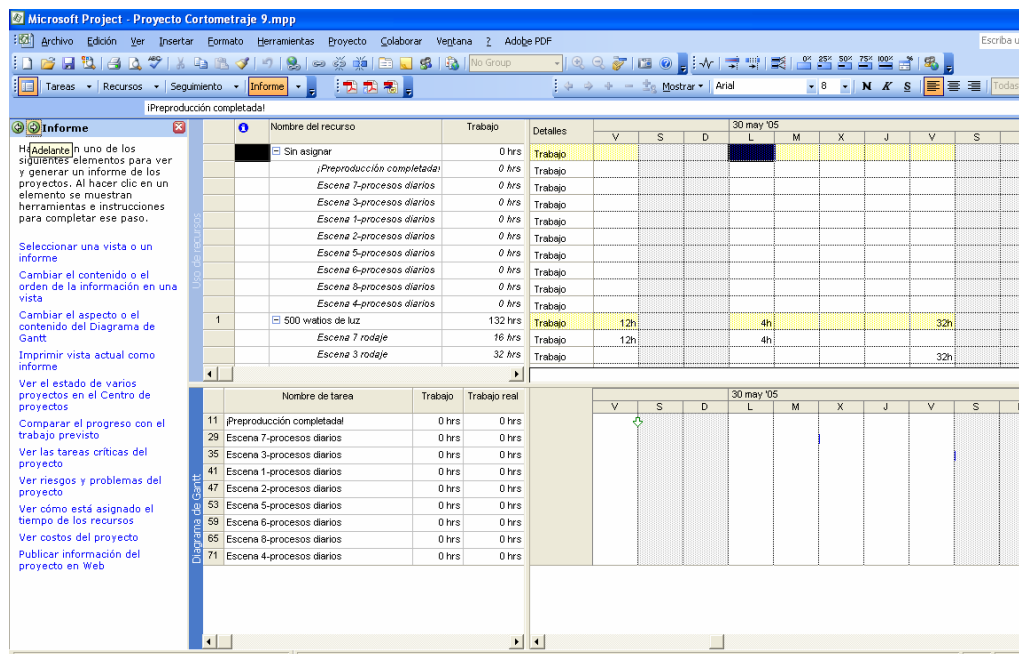 Microsoft Project - Proyecto Cortometraje 9.mpp
Archivo Edición Ver Insertar Formato Herramientas Proyecto Colaborar Ventana ? Adobe PDF Escriba u
No Group 0% 25% 50% 75% 100%
Tareas Recursos Seguimiento Informe Mostrar Arial 8 N K S Todas
¡Preproducción completada!
Informe
Adelante
n uno de los
siguientes elementos para ver
y generar un informe de los
proyectos. Al hacer clic en un
elemento se muestran
herramientas e instrucciones
para completar ese paso.
Seleccionar una vista o un
informe
Cambiar el contenido o el
orden de la información en una
vista
Cambiar el aspecto o el
contenido del Diagrama de
Gantt
Imprimir vista actual como
informe
Ver el estado de varios
proyectos en el Centro de
proyectos
Comparar el progreso con el
trabajo previsto
Ver las tareas críticas del
proyecto
Ver riesgos y problemas del
proyecto
Ver cómo está asignado el
tiempo de los recursos
Ver costos del proyecto
Publicar información del
proyecto en Web
Uso de recursos
Nombre del recurso Trabajo Detalles 30 may '05
V S D L M X J V S
Sin asignar 0 hrs Trabajo
¡Preproducción completada! 0 hrs Trabajo
Escena 7-procesos diarios 0 hrs Trabajo
Escena 3-procesos diarios 0 hrs Trabajo
Escena 1-procesos diarios 0 hrs Trabajo
Escena 2-procesos diarios 0 hrs Trabajo
Escena 5-procesos diarios 0 hrs Trabajo
Escena 6-procesos diarios 0 hrs Trabajo
Escena 8-procesos diarios 0 hrs Trabajo
Escena 4-procesos diarios 0 hrs Trabajo
1 500 watios de luz 132 hrs Trabajo 12h 4h 32h
Escena 7 rodaje 16 hrs Trabajo 12h 4h
Escena 3 rodaje 32 hrs Trabajo 32h
Diagrama de Gantt
Nombre de tarea Trabajo Trabajo real 30 may '05
V S D L M X J V S
11 ¡Preproducción completada! 0 hrs 0 hrs
29 Escena 7-procesos diarios 0 hrs 0 hrs
35 Escena 3-procesos diarios 0 hrs 0 hrs
41 Escena 1-procesos diarios 0 hrs 0 hrs
47 Escena 2-procesos diarios 0 hrs 0 hrs
53 Escena 5-procesos diarios 0 hrs 0 hrs
59 Escena 6-procesos diarios 0 hrs 0 hrs
65 Escena 8-procesos diarios 0 hrs 0 hrs
71 Escena 4-procesos diarios 0 hrs 0 hrs